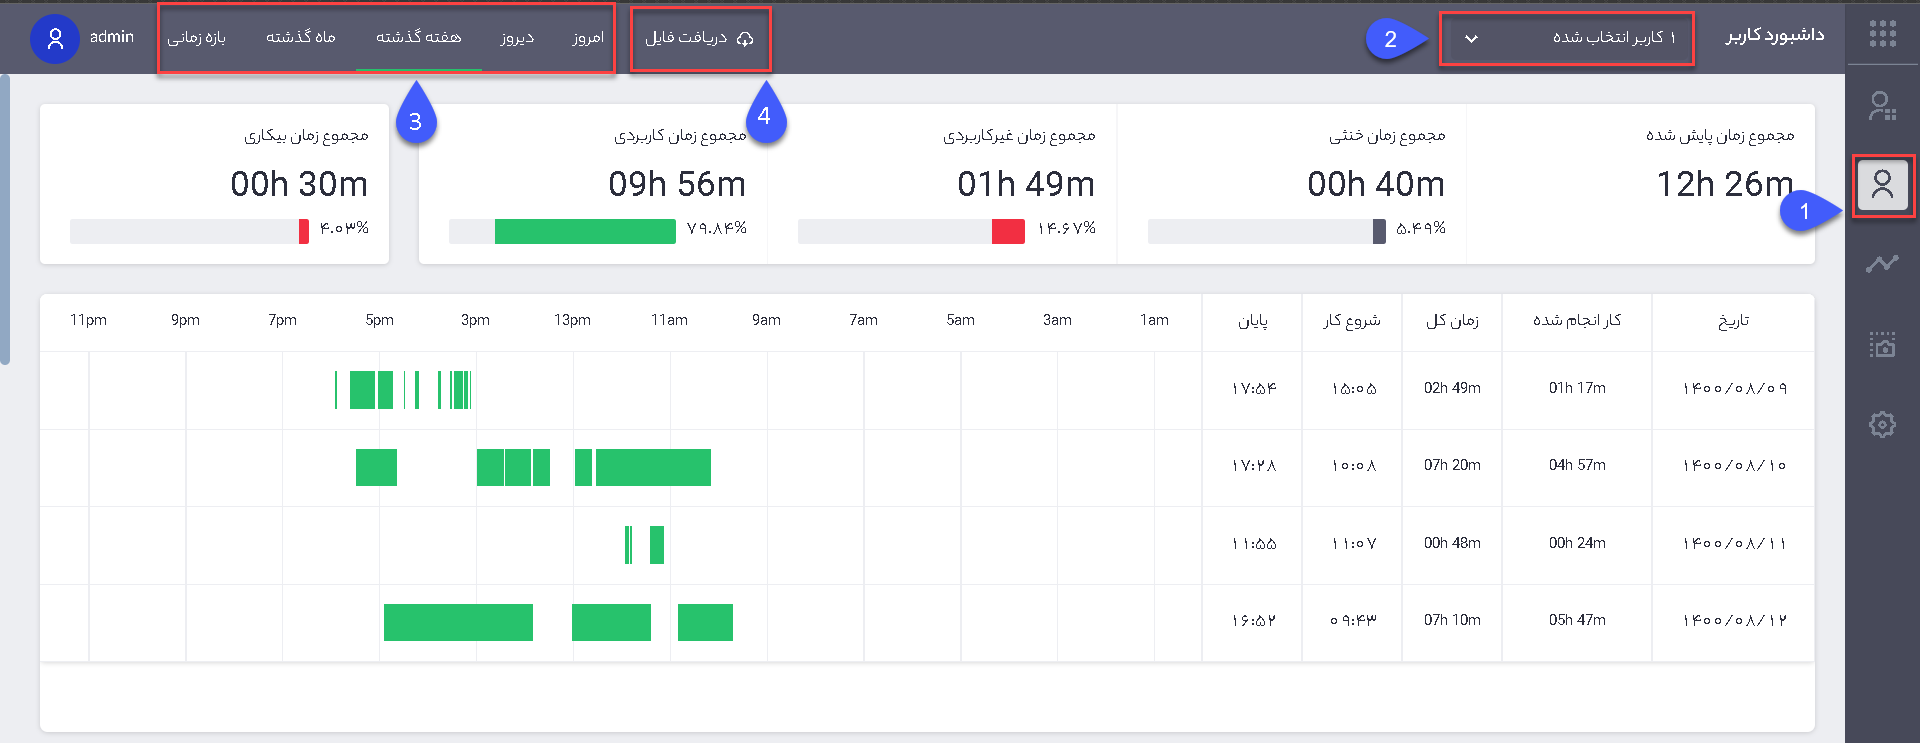 داشبورد کاربر
۱ کاربر انتخاب شده
2
دریافت فایل
امروز
دیروز
هفته گذشته
ماه گذشته
بازه زمانی
admin
3
4
1
مجموع زمان پایش شده
12h 26m
مجموع زمان خنثی
00h 40m
۵.۴۹%
مجموع زمان غیرکاربردی
01h 49m
۱۴.۶۷%
مجموع زمان کاربردی
09h 56m
۷۹.۸۴%
مجموع زمان بیکاری
00h 30m
۴.۰۳%
تاریخ کار انجام شده زمان کل شروع کار پایان 1am 3am 5am 7am 9am 11am 13pm 3pm 5pm 7pm 9pm 11pm
۱۴۰۰/۰۸/۰۹ 01h 17m 02h 49m ۱۵:۰۵ ۱۷:۵۴
۱۴۰۰/۰۸/۱۰ 04h 57m 07h 20m ۱۰:۰۸ ۱۷:۲۸
۱۴۰۰/۰۸/۱۱ 00h 24m 00h 48m ۱۱:۰۷ ۱۱:۵۵
۱۴۰۰/۰۸/۱۲ 05h 47m 07h 10m ۰۹:۴۳ ۱۶:۵۲